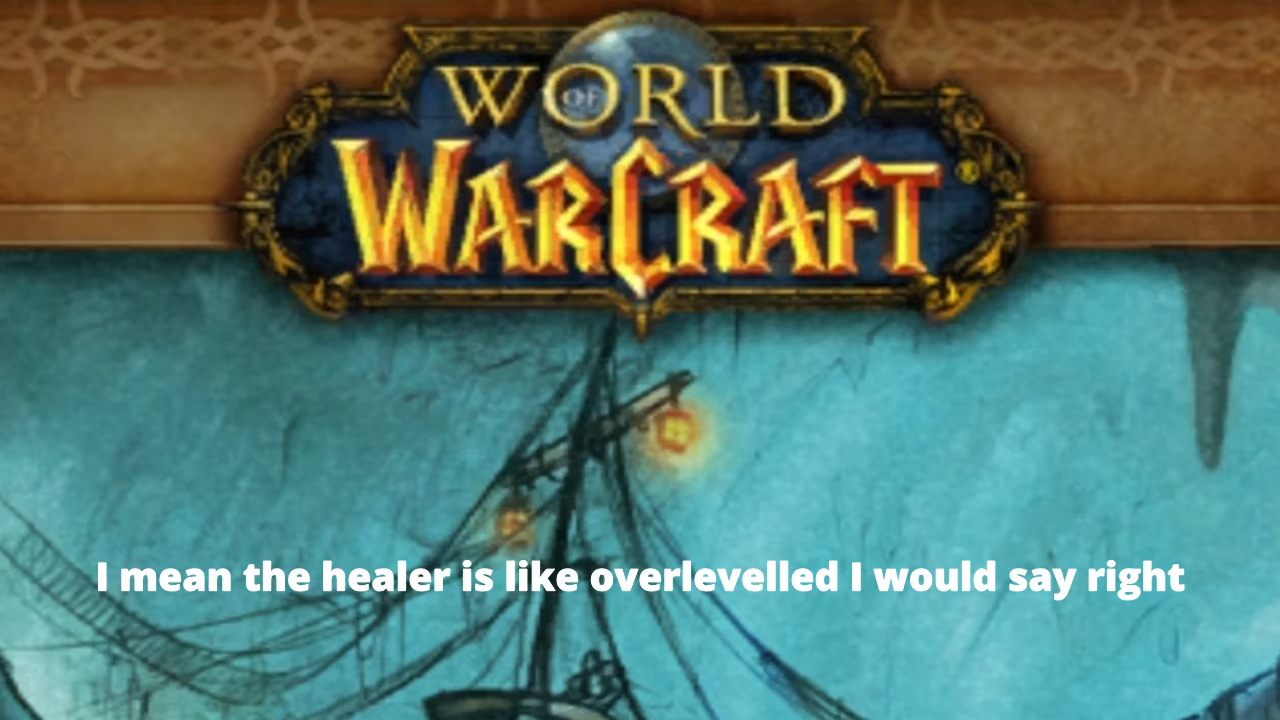 WORLD
OF
WARCRAFT®
I mean the healer is like overlevelled I would say right